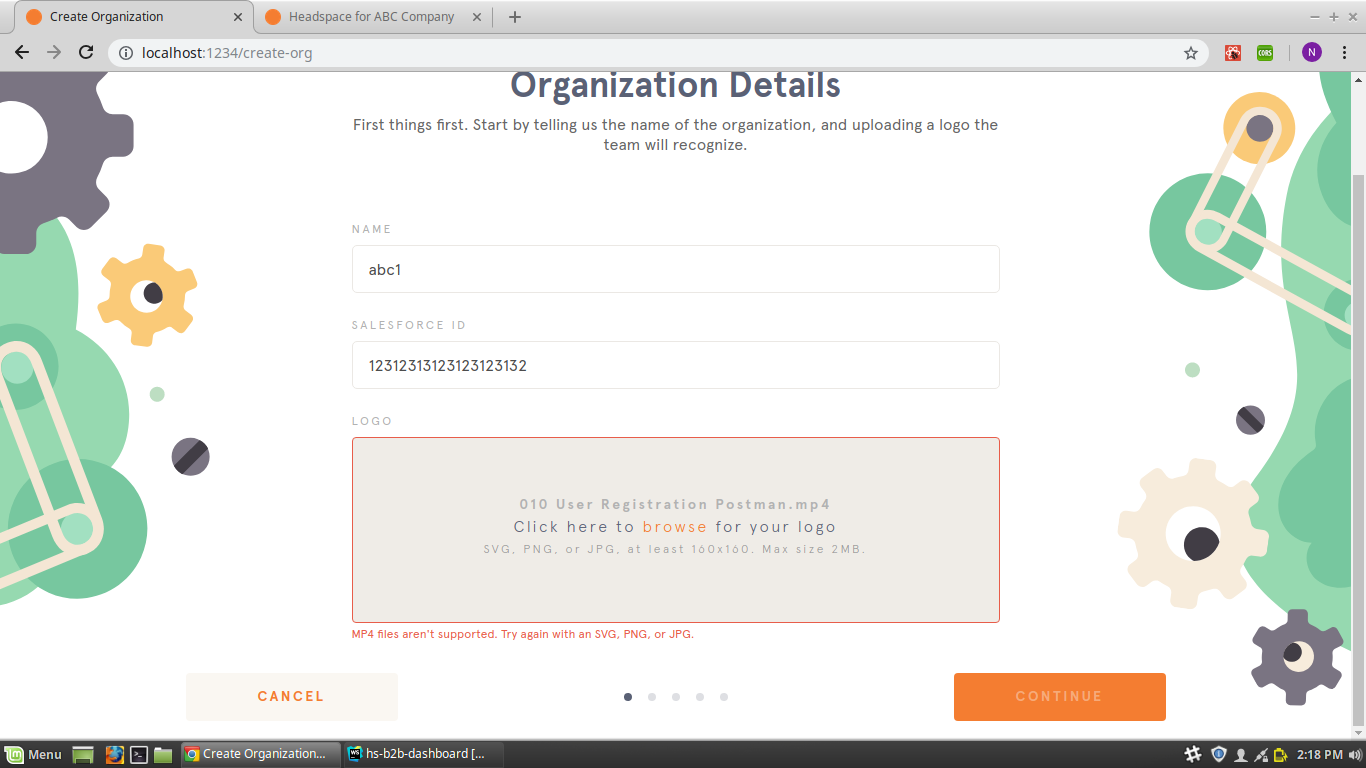 Create Organization
Headspace for ABC Company
localhost:1234/create-org
CORS
N
Organization Details
First things first. Start by telling us the name of the organization, and uploading a logo the
team will recognize.
NAME
abc1
SALESFORCE ID
12312313123123123132
LOGO
010 User Registration Postman.mp4
Click here to browse for your logo
SVG, PNG, or JPG, at least 160x160. Max size 2MB.
MP4 files aren't supported. Try again with an SVG, PNG, or JPG.
CANCEL
CONTINUE
Menu
Create Organization...
WS
hs-b2b-dashboard [...
2:18 PM